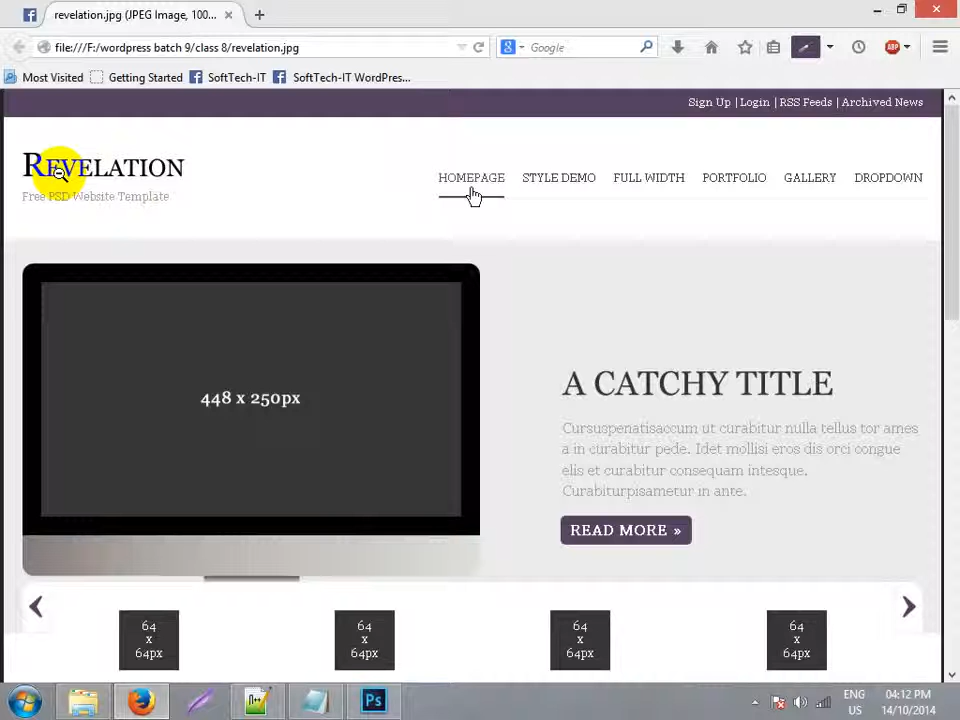 revelation.jpg (JPEG Image, 100...
file:///F:/wordpress batch 9/class 8/revelation.jpg
Google
Most Visited
Getting Started
SoftTech-IT
SoftTech-IT WordPres...
Sign Up | Login | RSS Feeds | Archived News
REVELATION
Free PSD Website Template
HOMEPAGE
STYLE DEMO
FULL WIDTH
PORTFOLIO
GALLERY
DROPDOWN
448 x 250px
A CATCHY TITLE
Cursuspenatisaccum ut curabitur nulla tellus tor ames
a in curabitur pede. Idet mollisi eros dis orci congue
elis et curabitur consequam intesque.
Curabiturpisametur in ante.
READ MORE »
64
x
64px
64
x
64px
64
x
64px
64
x
64px
Ps
ENG
US
04:12 PM
14/10/2014